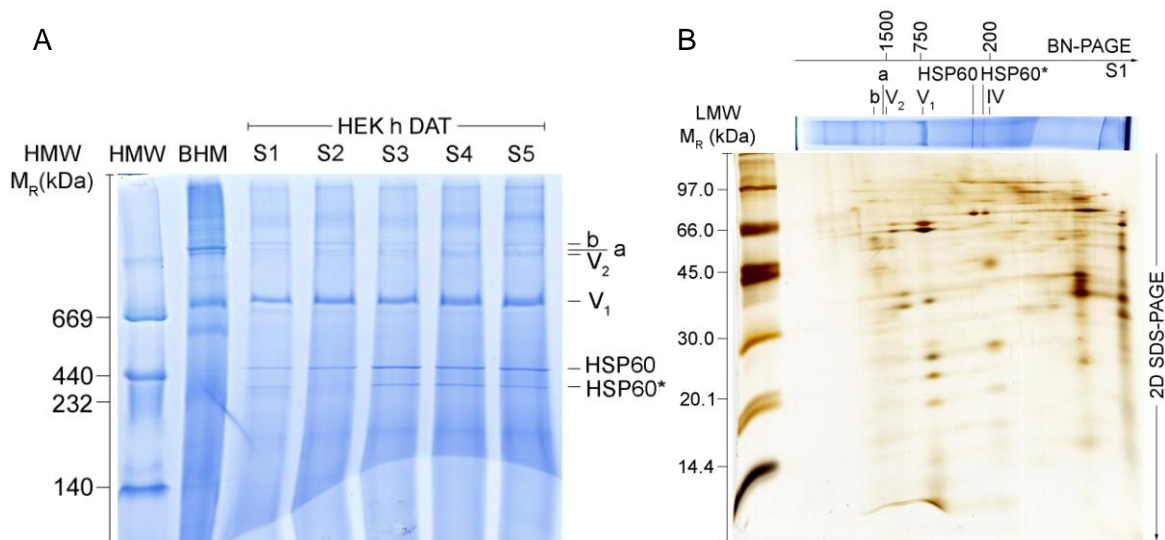 A
HEK h DAT
HMW
M_R(kDa)
HMW BHM S1 S2 S3 S4 S5
b
a
V₂
V₁
669
HSP60
440
HSP60*
232
140
B
1500 750 200 BN-PAGE
a HSP60 HSP60* S1
b V₂ V₁ IV
LMW
M_R (kDa)
97.0
66.0
45.0
30.0
20.1
14.4
2D SDS-PAGE